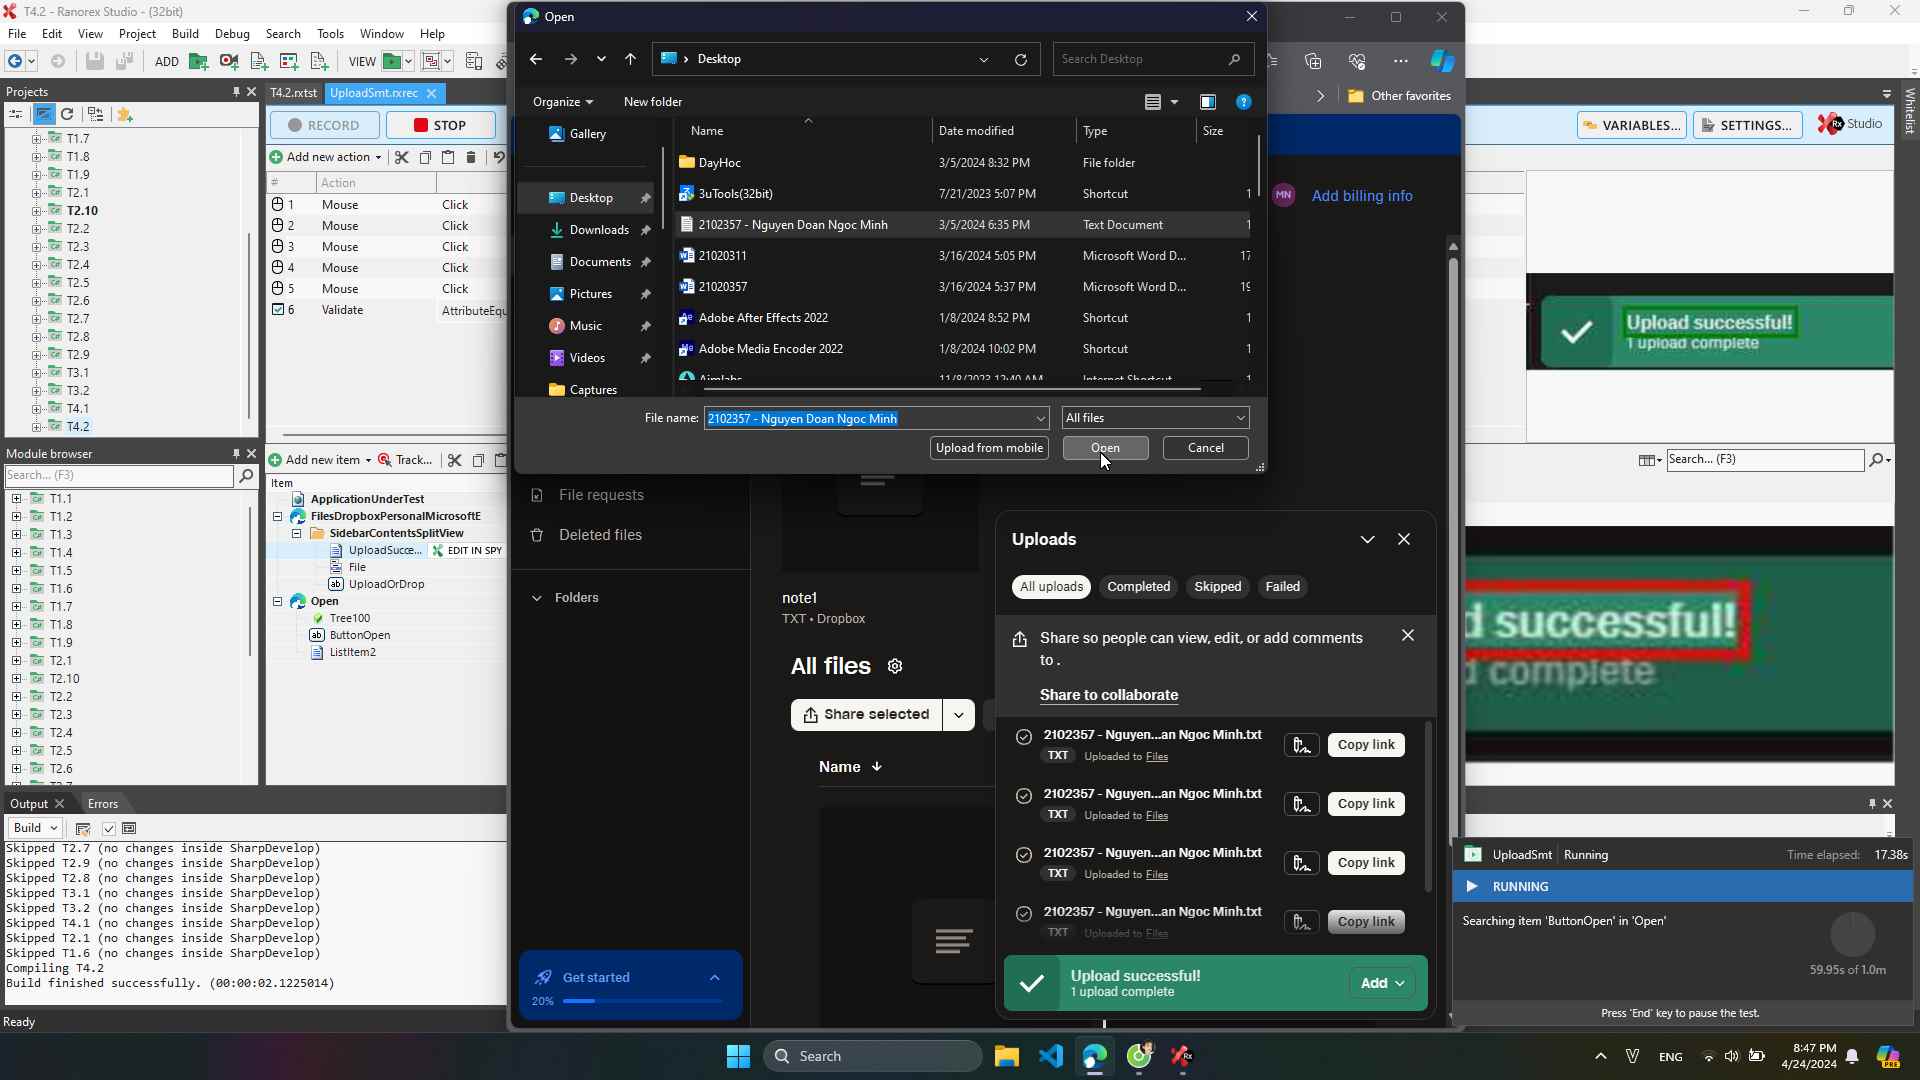 T4.2 - Ranorex Studio - (32bit)
File Edit View Project Build Debug Search Tools Window Help
ADD VIEW
Projects
T1.7
T1.8
T1.9
T2.1
T2.10
T2.2
T2.3
T2.4
T2.5
T2.6
T2.7
T2.8
T2.9
T3.1
T3.2
T4.1
T4.2
Module browser
Search... (F3)
T1.1
T1.2
T1.3
T1.4
T1.5
T1.6
T1.7
T1.8
T1.9
T2.1
T2.10
T2.2
T2.3
T2.4
T2.5
T2.6
Output Errors
Build
Skipped T2.7 (no changes inside SharpDevelop)
Skipped T2.9 (no changes inside SharpDevelop)
Skipped T2.8 (no changes inside SharpDevelop)
Skipped T3.1 (no changes inside SharpDevelop)
Skipped T3.2 (no changes inside SharpDevelop)
Skipped T4.1 (no changes inside SharpDevelop)
Skipped T2.1 (no changes inside SharpDevelop)
Skipped T1.6 (no changes inside SharpDevelop)
Compiling T4.2
Build finished successfully. (00:00:02.1225014)
Ready
T4.2.rxtst UploadSmt.rxrec
RECORD STOP
Add new action
# Action
1 Mouse Click
2 Mouse Click
3 Mouse Click
4 Mouse Click
5 Mouse Click
6 Validate AttributeEqu
Add new item Track...
Item
ApplicationUnderTest
FilesDropboxPersonalMicrosoftE
SidebarContentsSplitView
UploadSucce... EDIT IN SPY
File
UploadOrDrop
Open
Tree100
ButtonOpen
ListItem2
Open
Desktop
Search Desktop
Organize New folder
Gallery
Desktop
Downloads
Documents
Pictures
Music
Videos
Captures
Name Date modified Type Size
DayHoc 3/5/2024 8:32 PM File folder
3uTools(32bit) 7/21/2023 5:07 PM Shortcut 1
2102357 - Nguyen Doan Ngoc Minh 3/5/2024 6:35 PM Text Document 1
21020311 3/16/2024 5:05 PM Microsoft Word D... 17
21020357 3/16/2024 5:37 PM Microsoft Word D... 19
Adobe After Effects 2022 1/8/2024 8:52 PM Shortcut 1
Adobe Media Encoder 2022 1/8/2024 10:02 PM Shortcut 1
Aimlabs 11/8/2023 12:40 AM Internet Shortcut 1
File name: 2102357 - Nguyen Doan Ngoc Minh All files
Upload from mobile Open Cancel
Other favorites
MN Add billing info
File requests
Deleted files
Folders
Get started
20%
note1
TXT • Dropbox
All files
Share selected
Name
Uploads
All uploads Completed Skipped Failed
Share so people can view, edit, or add comments
to .
Share to collaborate
2102357 - Nguyen...an Ngoc Minh.txt Copy link
TXT Uploaded to Files
2102357 - Nguyen...an Ngoc Minh.txt Copy link
TXT Uploaded to Files
2102357 - Nguyen...an Ngoc Minh.txt Copy link
TXT Uploaded to Files
2102357 - Nguyen...an Ngoc Minh.txt Copy link
TXT Uploaded to Files
Upload successful!
1 upload complete
Add
VARIABLES... SETTINGS... Rx Studio
Whitelist
Upload successful!
1 upload complete
Search... (F3)
d successful!
d complete
UploadSmt Running Time elapsed: 17.38s
RUNNING
Searching item 'ButtonOpen' in 'Open'
59.95s of 1.0m
Press 'End' key to pause the test.
Search
V ENG
8:47 PM
4/24/2024
PRE